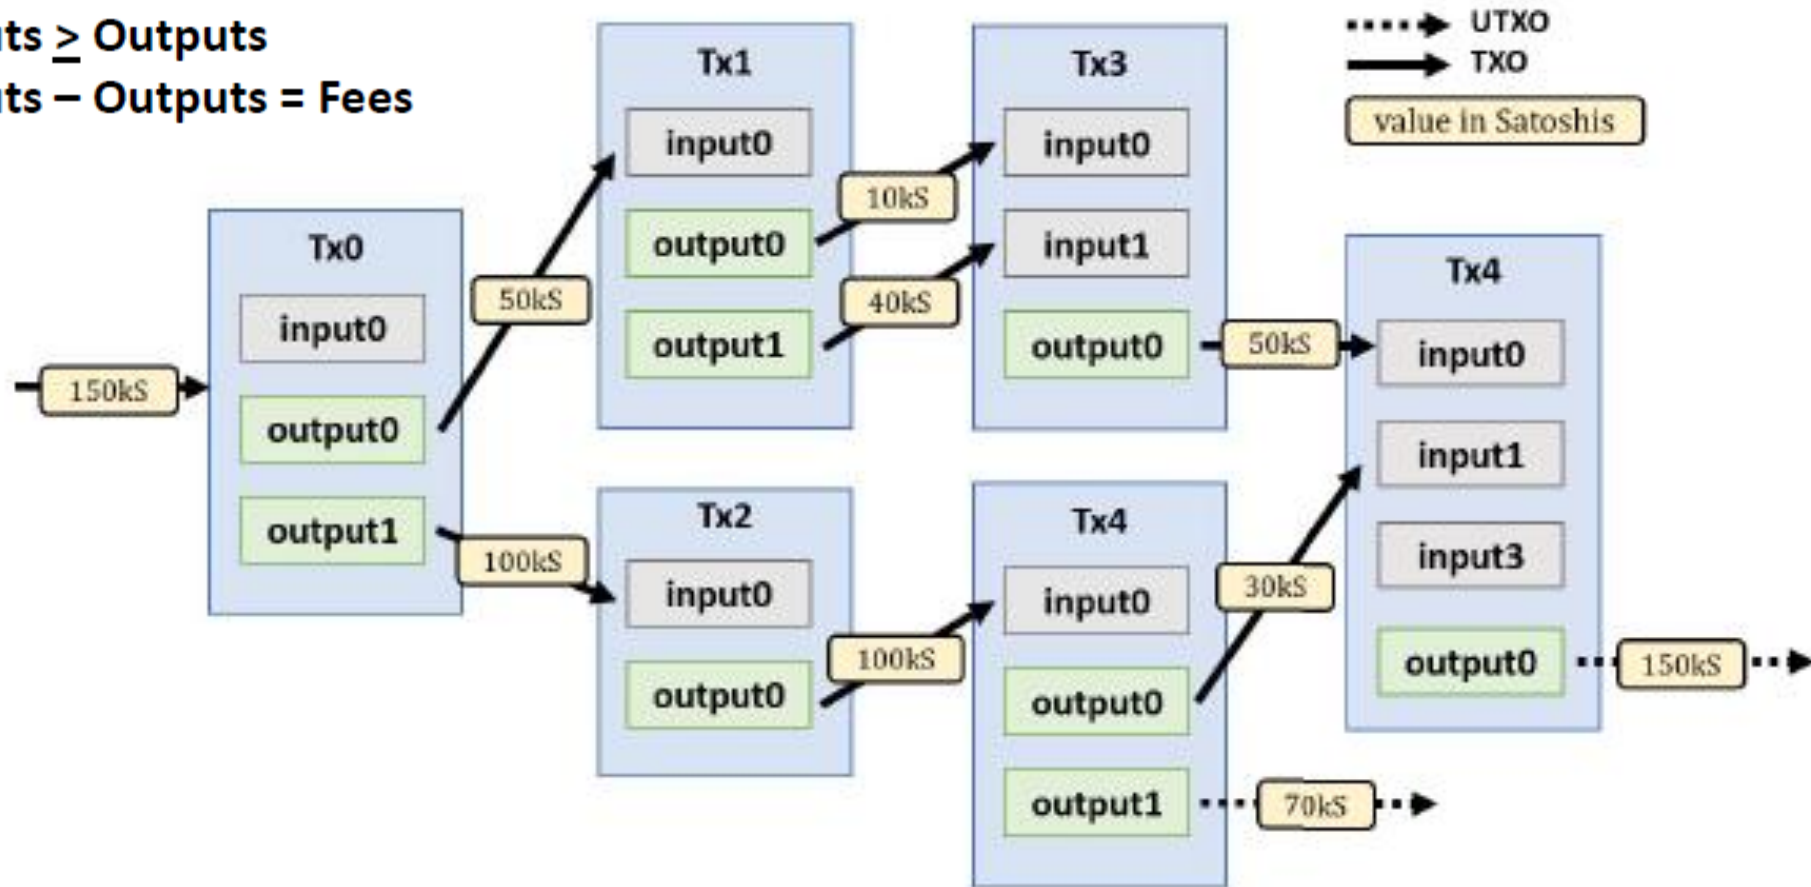 uts ≥ Outputs
uts – Outputs = Fees
UTXO
TXO
value in Satoshis
150kS
Tx0
input0
output0
output1
50kS
100kS
Tx1
input0
output0
output1
10kS
40kS
Tx2
input0
output0
100kS
Tx3
input0
input1
output0
50kS
Tx4
input0
output0
output1
30kS
70kS
Tx4
input0
input1
input3
output0
150kS